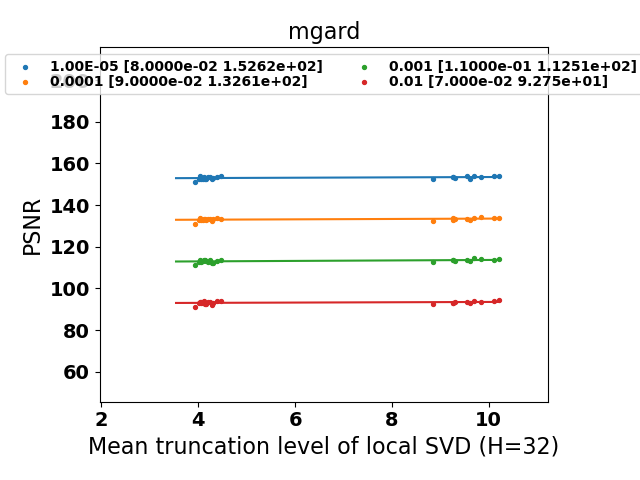 mgard
1.00E-05 [8.0000e-02 1.5262e+02]
0.0001 [9.0000e-02 1.3261e+02]
0.001 [1.1000e-01 1.1251e+02]
0.01 [7.000e-02 9.275e+01]
200
180
160
140
120
100
80
60
PSNR
2 4 6 8 10
Mean truncation level of local SVD (H=32)